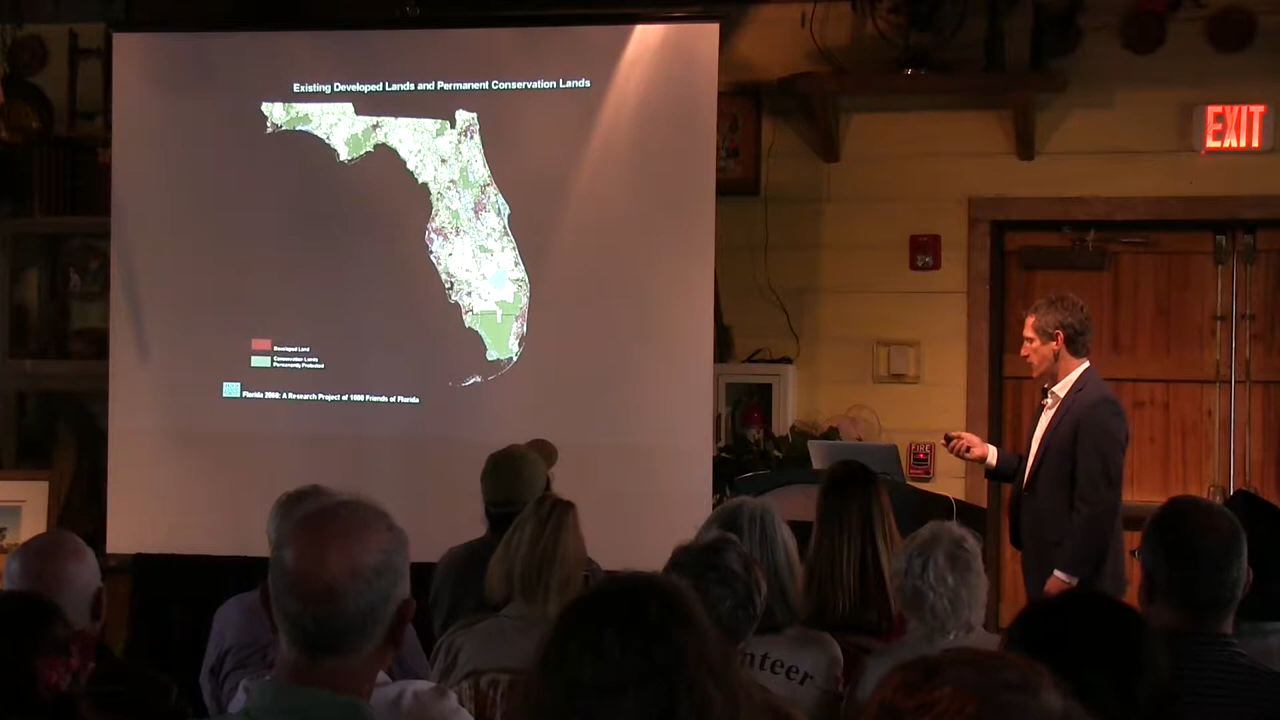 Existing Developed Lands and Permanent Conservation Lands
EXIT
Developed Land
Conservation Lands
Permanently Protected
Florida 2060: A Research Project of 1000 Friends of Florida
FIRE
nteer